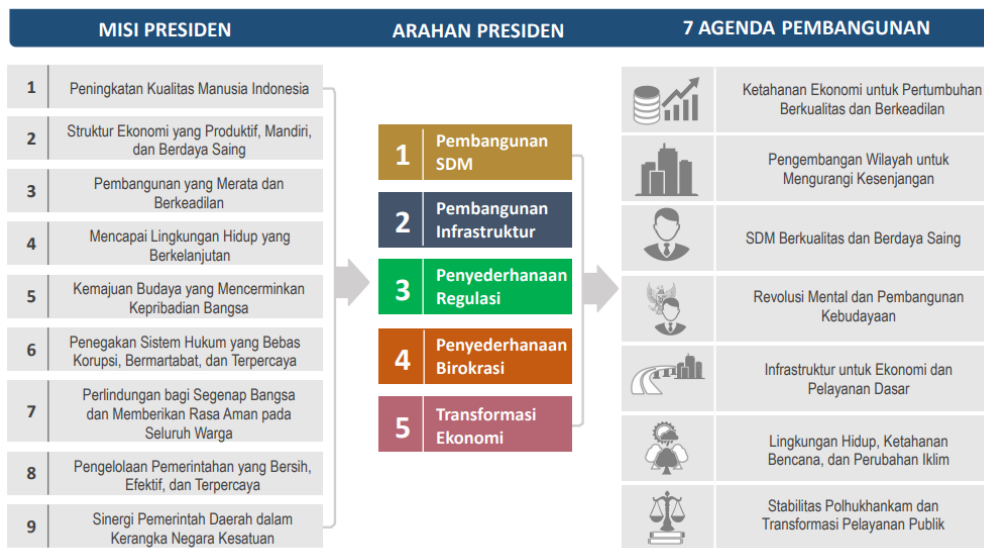 MISI PRESIDEN
ARAHAN PRESIDEN
7 AGENDA PEMBANGUNAN
1
Peningkatan Kualitas Manusia Indonesia
2
Struktur Ekonomi yang Produktif, Mandiri,
dan Berdaya Saing
3
Pembangunan yang Merata dan
Berkeadilan
4
Mencapai Lingkungan Hidup yang
Berkelanjutan
5
Kemajuan Budaya yang Mencerminkan
Kepribadian Bangsa
6
Penegakan Sistem Hukum yang Bebas
Korupsi, Bermartabat, dan Terpercaya
7
Perlindungan bagi Segenap Bangsa
dan Memberikan Rasa Aman pada
Seluruh Warga
8
Pengelolaan Pemerintahan yang Bersih,
Efektif, dan Terpercaya
9
Sinergi Pemerintah Daerah dalam
Kerangka Negara Kesatuan
1
Pembangunan
SDM
2
Pembangunan
Infrastruktur
3
Penyederhanaan
Regulasi
4
Penyederhanaan
Birokrasi
5
Transformasi
Ekonomi
Ketahanan Ekonomi untuk Pertumbuhan
Berkualitas dan Berkeadilan
Pengembangan Wilayah untuk
Mengurangi Kesenjangan
SDM Berkualitas dan Berdaya Saing
Revolusi Mental dan Pembangunan
Kebudayaan
Infrastruktur untuk Ekonomi dan
Pelayanan Dasar
Lingkungan Hidup, Ketahanan
Bencana, dan Perubahan Iklim
Stabilitas Polhukhankam dan
Transformasi Pelayanan Publik